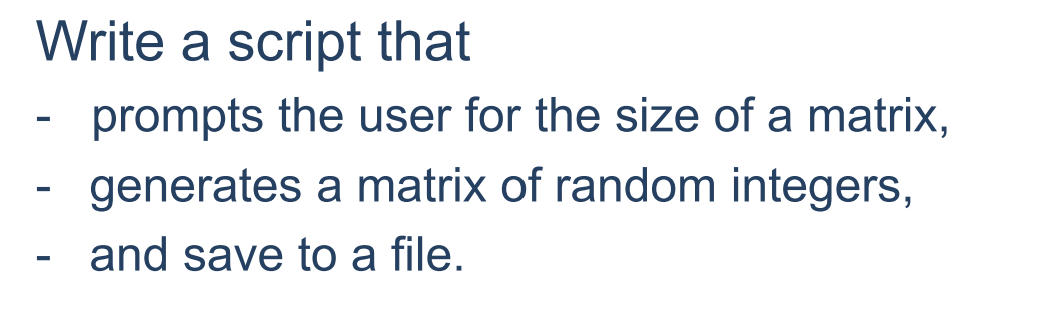 Write a script that
- prompts the user for the size of a matrix,
- generates a matrix of random integers,
- and save to a file.